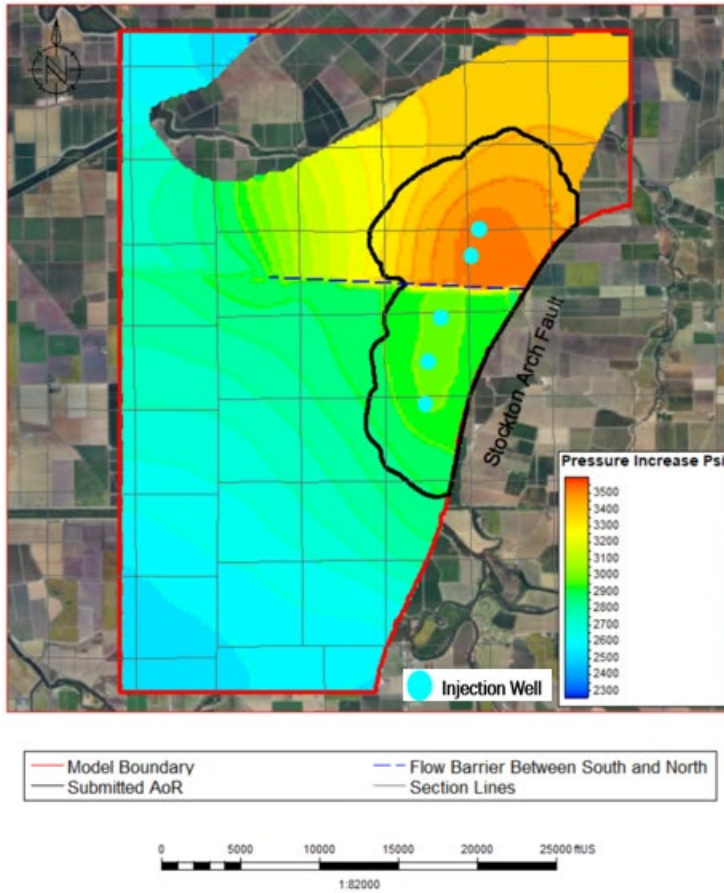 N
Stockton Arch Fault
Pressure Increase Psi
3500
3400
3300
3200
3100
3000
2900
2800
2700
2600
2500
2400
2300
Injection Well
Model Boundary
Flow Barrier Between South and North
Submitted AoR
Section Lines
0 5000 10000 15000 20000 25000 ftUS
1:82000